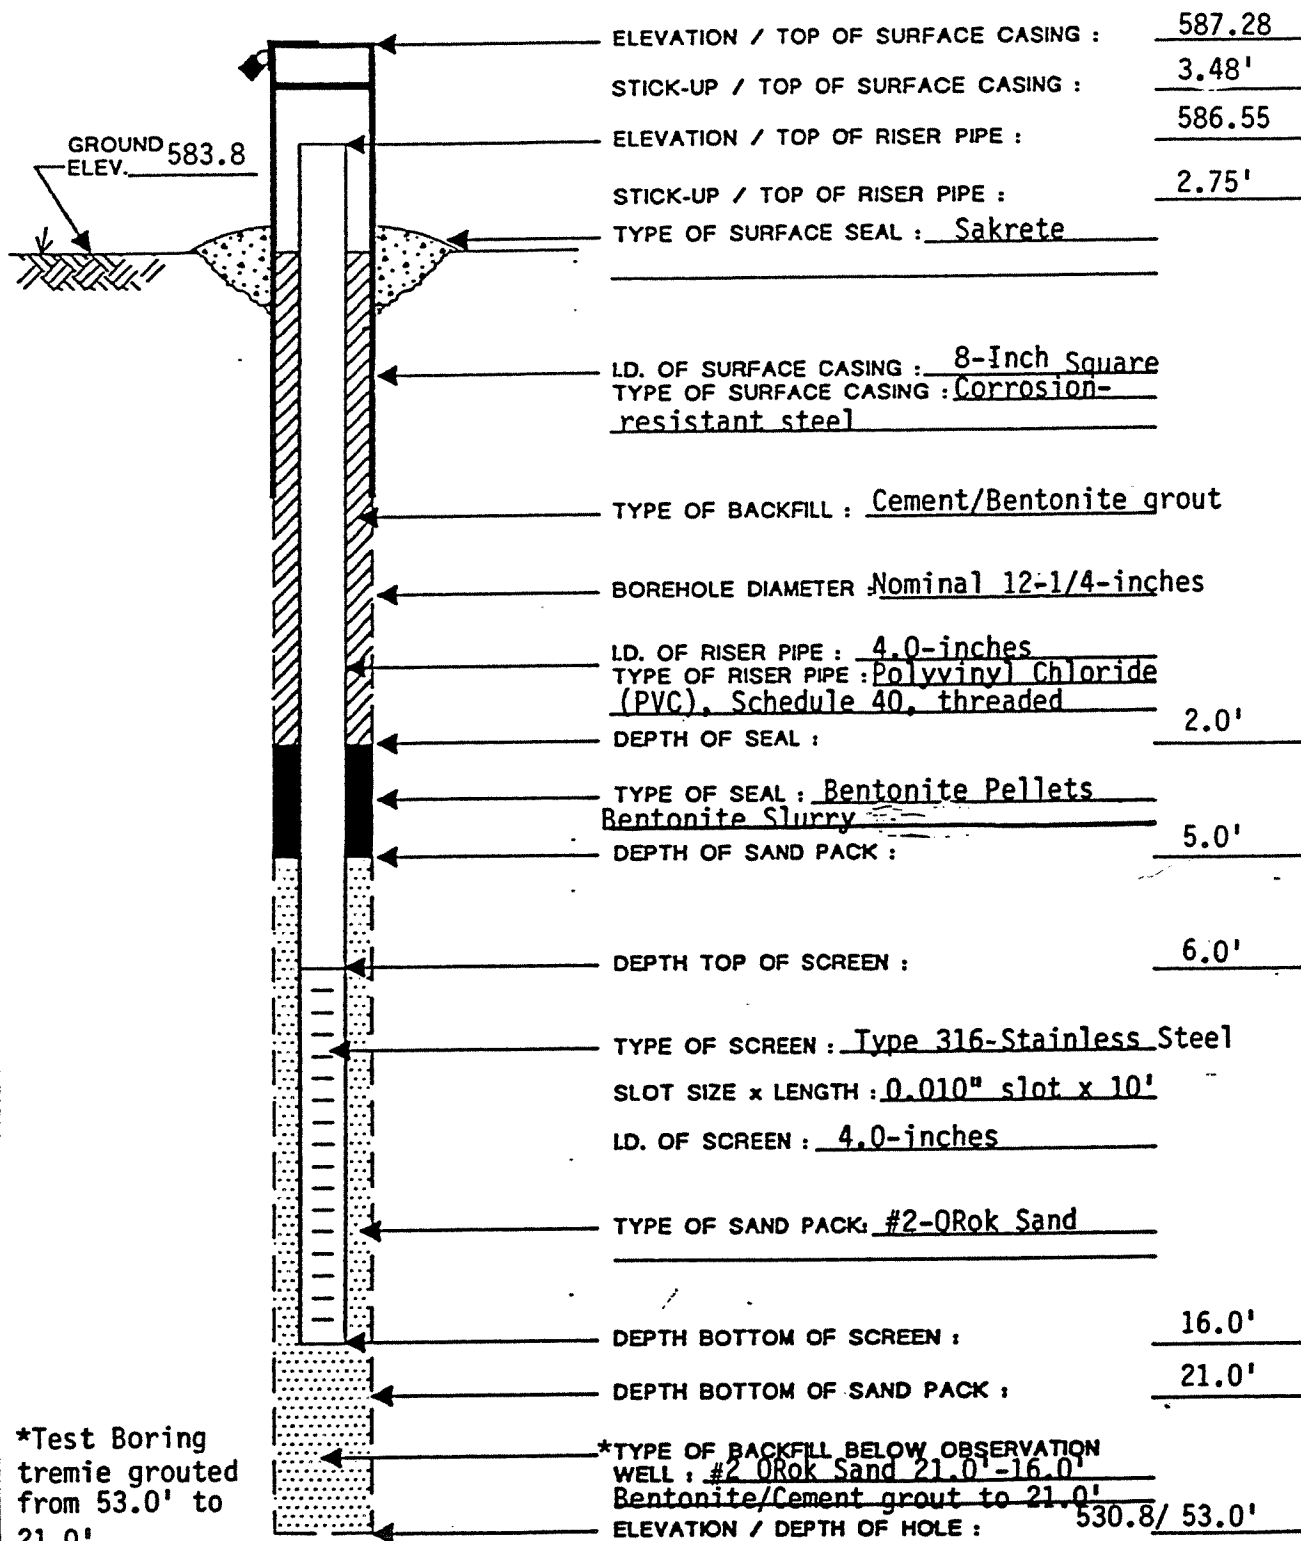 ELEVATION / TOP OF SURFACE CASING : 587.28
STICK-UP / TOP OF SURFACE CASING : 3.48'
ELEVATION / TOP OF RISER PIPE : 586.55
GROUND ELEV. 583.8
STICK-UP / TOP OF RISER PIPE : 2.75'
TYPE OF SURFACE SEAL : Sakrete
I.D. OF SURFACE CASING : 8-Inch Square
TYPE OF SURFACE CASING : Corrosion-
resistant steel
TYPE OF BACKFILL : Cement/Bentonite grout
BOREHOLE DIAMETER : Nominal 12-1/4-inches
I.D. OF RISER PIPE : 4.0-inches
TYPE OF RISER PIPE : Polyvinyl Chloride
(PVC), Schedule 40, threaded
DEPTH OF SEAL : 2.0'
TYPE OF SEAL : Bentonite Pellets
Bentonite Slurry
DEPTH OF SAND PACK : 5.0'
DEPTH TOP OF SCREEN : 6.0'
TYPE OF SCREEN : Type 316-Stainless Steel
SLOT SIZE x LENGTH : 0.010" slot x 10'
I.D. OF SCREEN : 4.0-inches
TYPE OF SAND PACK: #2-QRok Sand
DEPTH BOTTOM OF SCREEN : 16.0'
DEPTH BOTTOM OF SAND PACK : 21.0'
*TYPE OF BACKFILL BELOW OBSERVATION
WELL : #2 QRok Sand 21.0'-16.0'
Bentonite/Cement grout to 21.0'
ELEVATION / DEPTH OF HOLE : 530.8/ 53.0'
*Test Boring
tremie grouted
from 53.0' to
21.0'